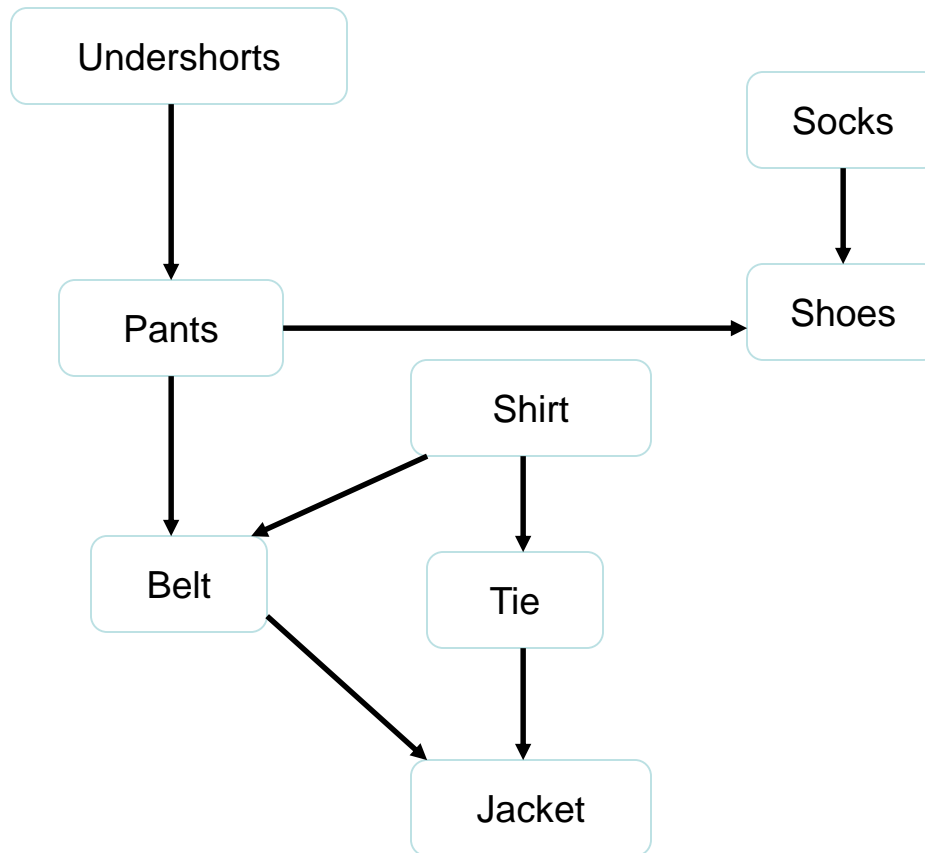 Undershorts
Socks
Pants
Shoes
Shirt
Belt
Tie
Jacket